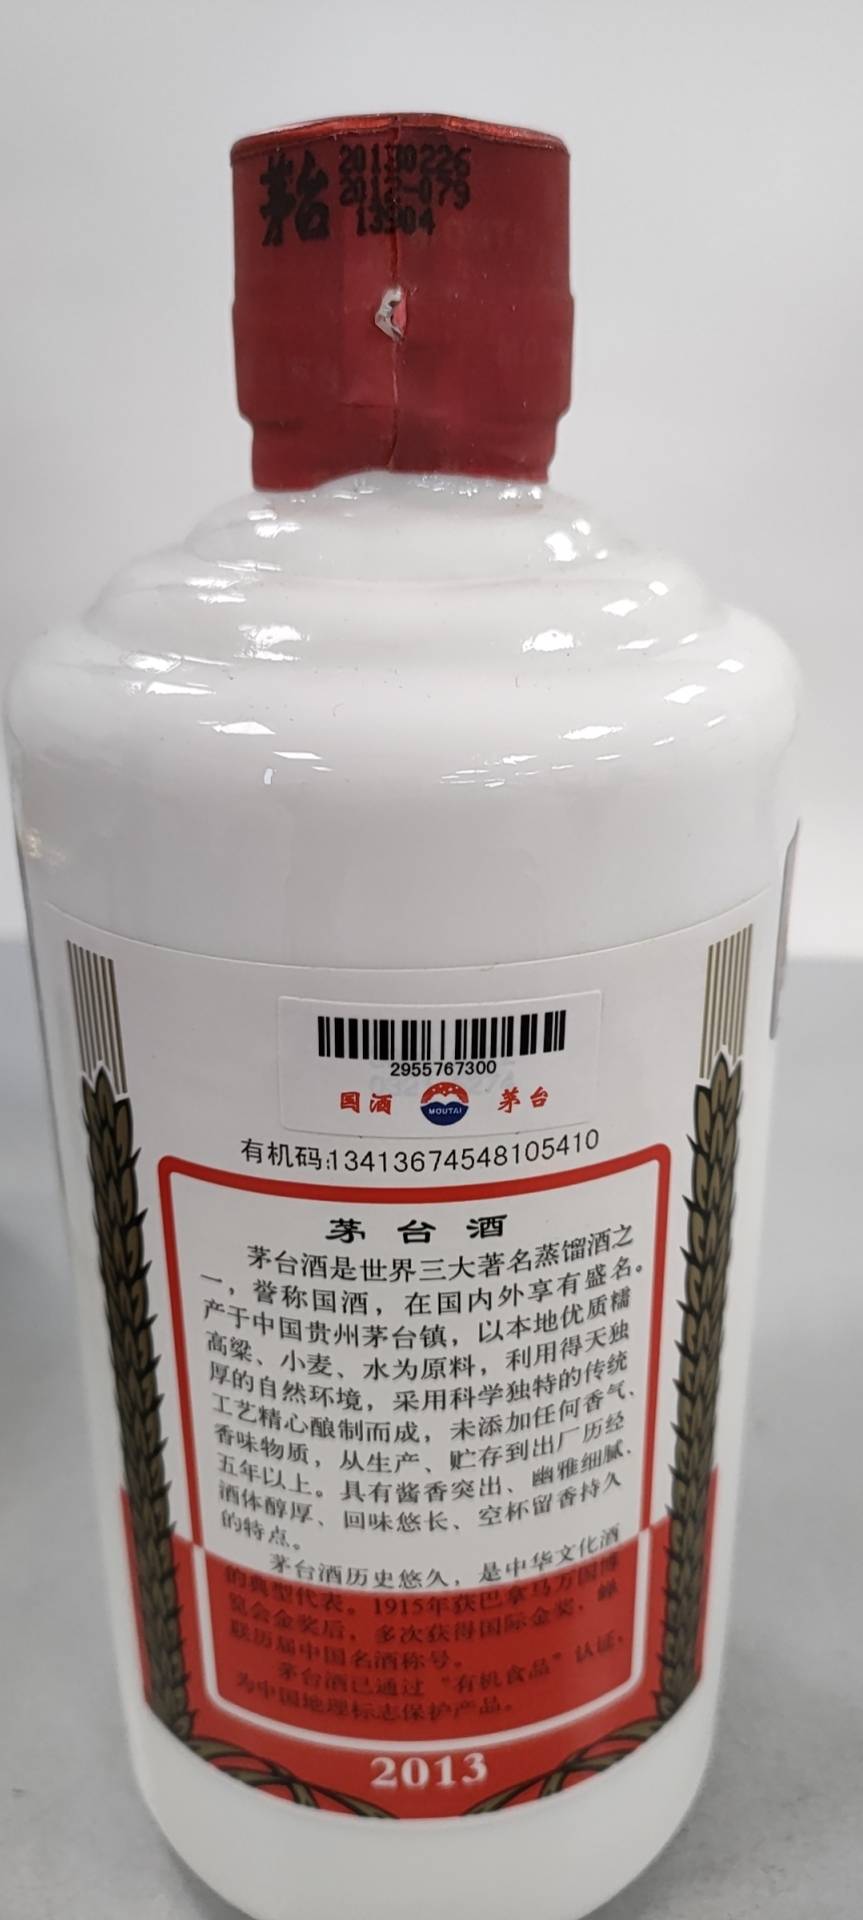 茅台
20130226
2012-079
13904
2955767300
国酒 MOUTAI 茅台
有机码:13413674548105410
茅台酒
茅台酒是世界三大著名蒸馏酒之
一，誉称国酒，在国内外享有盛名。
产于中国贵州茅台镇，以本地优质糯
高粱、小麦、水为原料，利用得天独
厚的自然环境，采用科学独特的传统
工艺精心酿制而成，未添加任何香气、
香味物质，从生产、贮存到出厂历经
五年以上。具有酱香突出、幽雅细腻、
酒体醇厚、回味悠长、空杯留香持久
的特点。
茅台酒历史悠久，是中华文化酒
的典型代表。1915年获巴拿马万国博
览会金奖后，多次获得国际金奖，蝉
联历届中国名酒称号。
茅台酒已通过“有机食品”认证，
为中国地理标志保护产品。
2013